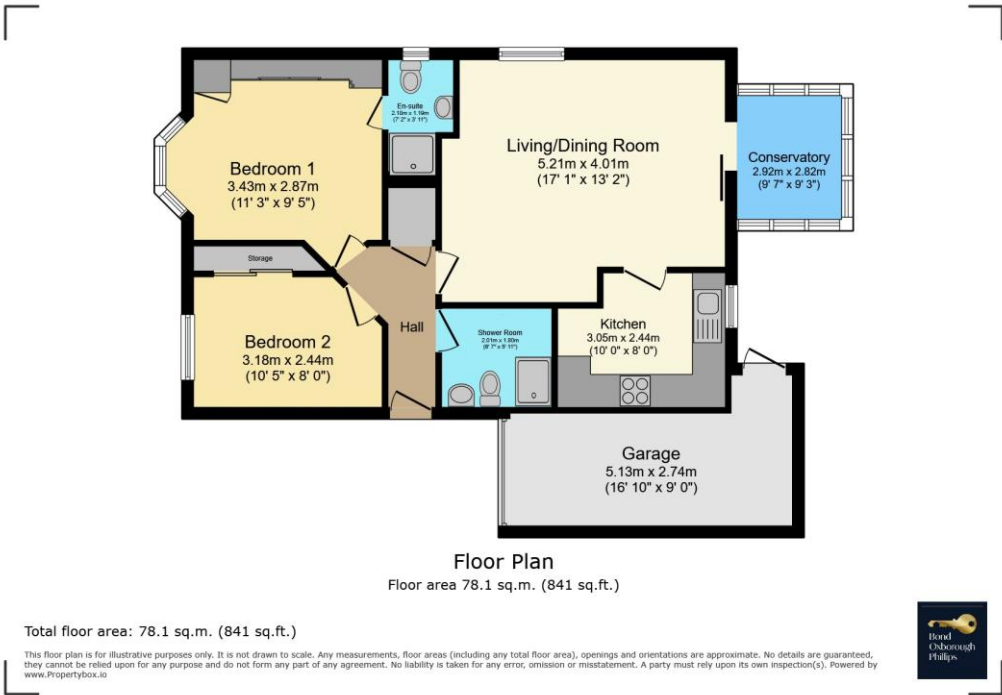 En-suite
2.18m x 1.19m
(7' 2" x 3' 11")
Living/Dining Room
5.21m x 4.01m
(17' 1" x 13' 2")
Conservatory
2.92m x 2.82m
(9' 7" x 9' 3")
Bedroom 1
3.43m x 2.87m
(11' 3" x 9' 5")
Storage
Bedroom 2
3.18m x 2.44m
(10' 5" x 8' 0")
Hall
Shower Room
2.01m x 1.80m
(6' 7" x 5' 11")
Kitchen
3.05m x 2.44m
(10' 0" x 8' 0")
Garage
5.13m x 2.74m
(16' 10" x 9' 0")
Floor Plan
Floor area 78.1 sq.m. (841 sq.ft.)
Total floor area: 78.1 sq.m. (841 sq.ft.)
This floor plan is for illustrative purposes only. It is not drawn to scale. Any measurements, floor areas (including any total floor area), openings and orientations are approximate. No details are guaranteed,
they cannot be relied upon for any purpose and do not form any part of any agreement. No liability is taken for any error, omission or misstatement. A party must rely upon its own inspection(s). Powered by
www.Propertybox.io
Bond
Oxborough
Phillips